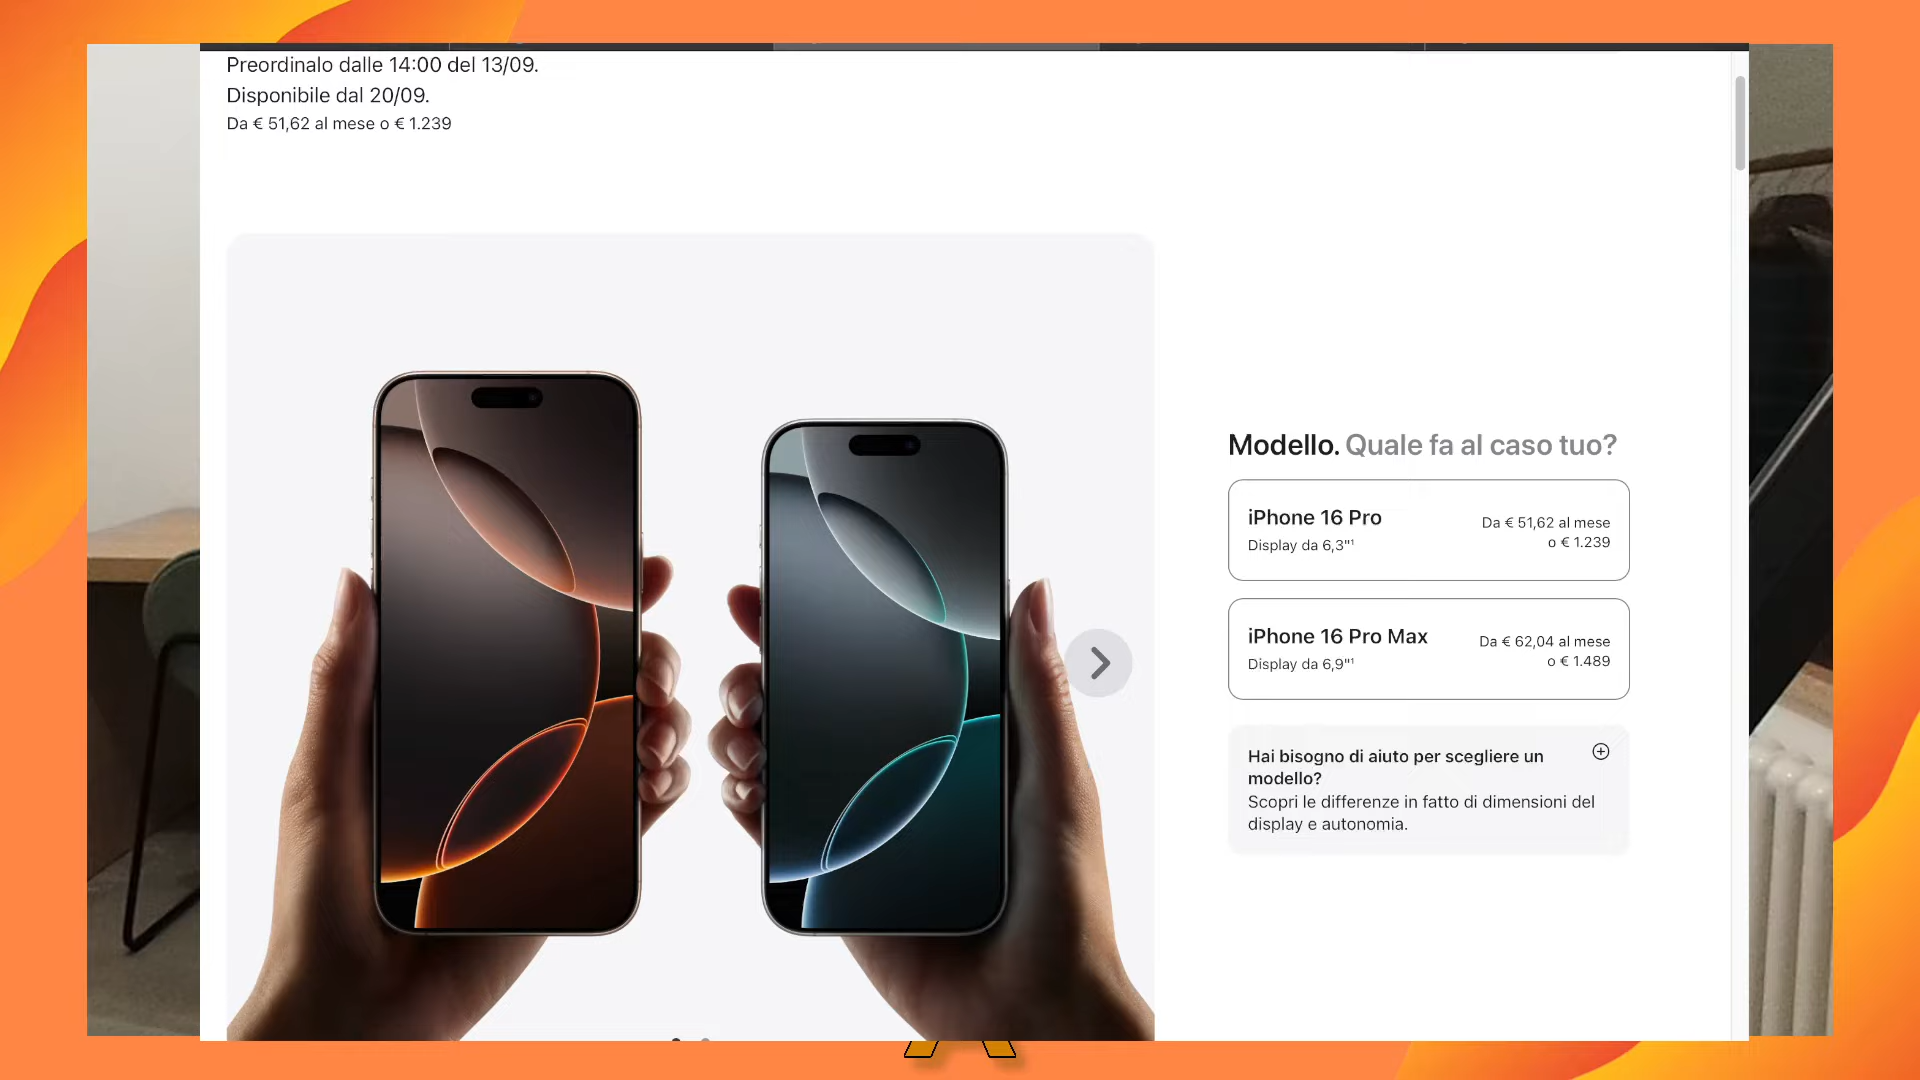 Preordinalo dalle 14:00 del 13/09.
Disponibile dal 20/09.
Da € 51,62 al mese o € 1.239
Modello. Quale fa al caso tuo?
iPhone 16 Pro
Da € 51,62 al mese
Display da 6,3"¹
o € 1.239
iPhone 16 Pro Max
Da € 62,04 al mese
Display da 6,9"¹
o € 1.489
Hai bisogno di aiuto per scegliere un
modello?
Scopri le differenze in fatto di dimensioni del
display e autonomia.